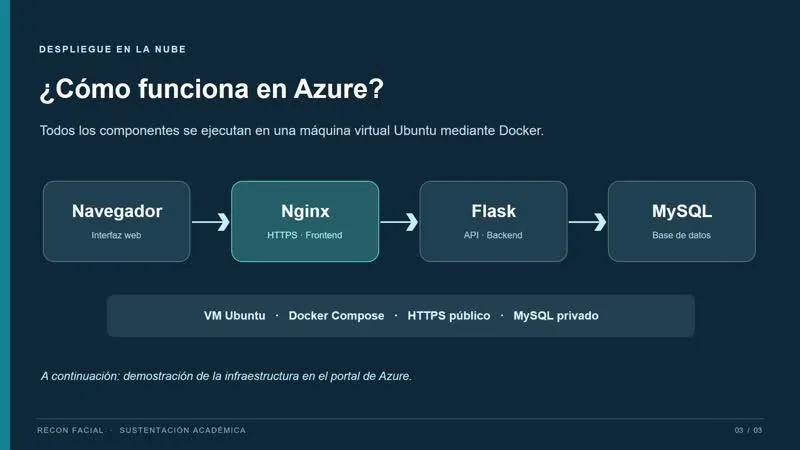 DESPLIEGUE EN LA NUBE
¿Cómo funciona en Azure?
Todos los componentes se ejecutan en una máquina virtual Ubuntu mediante Docker.
Navegador
Interfaz web
Nginx
HTTPS · Frontend
Flask
API · Backend
MySQL
Base de datos
VM Ubuntu · Docker Compose · HTTPS público · MySQL privado
A continuación: demostración de la infraestructura en el portal de Azure.
RECON FACIAL · SUSTENTACIÓN ACADÉMICA
03 / 03